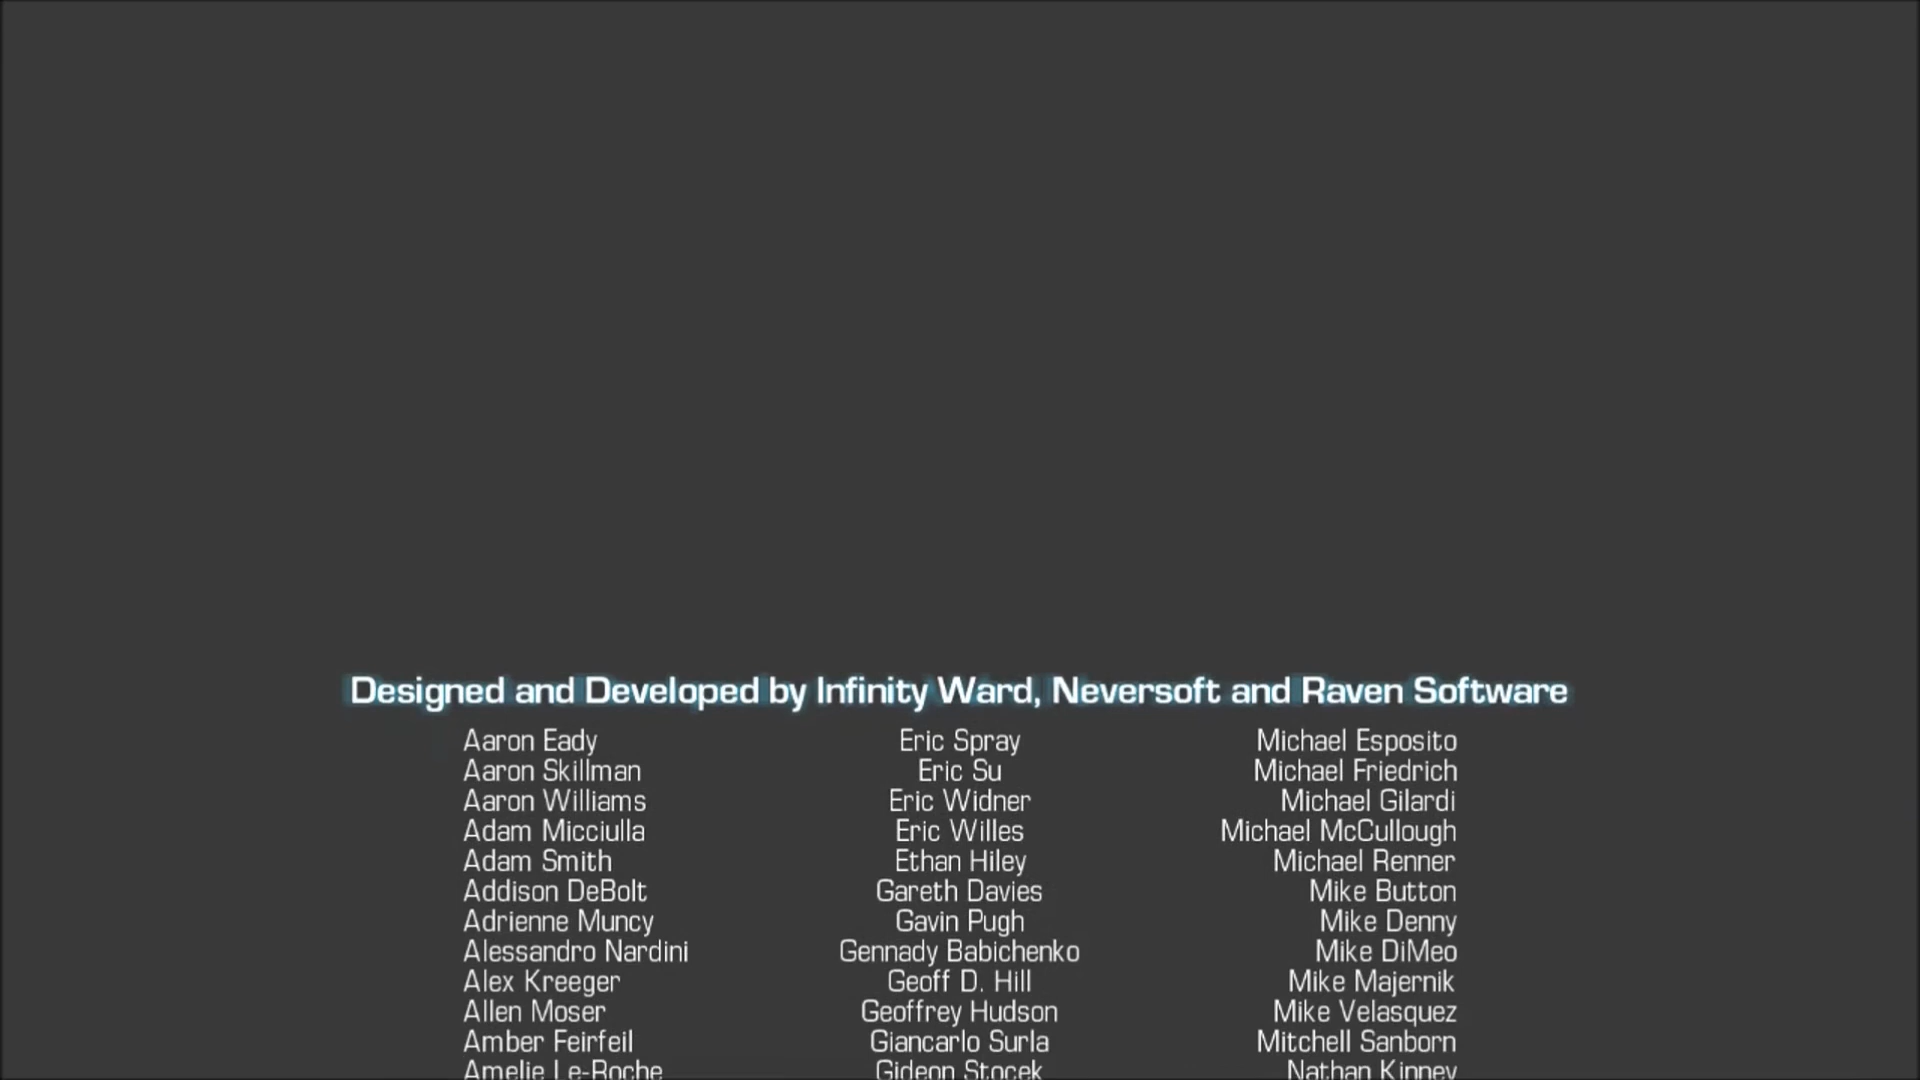 Designed and Developed by Infinity Ward, Neversoft and Raven Software
Aaron Eady Eric Spray Michael Esposito
Aaron Skillman Eric Su Michael Friedrich
Aaron Williams Eric Widner Michael Gilardi
Adam Micciulla Eric Willes Michael McCullough
Adam Smith Ethan Hiley Michael Renner
Addison DeBolt Gareth Davies Mike Button
Adrienne Muncy Gavin Pugh Mike Denny
Alessandro Nardini Gennady Babichenko Mike DiMeo
Alex Kreeger Geoff D. Hill Mike Majernik
Allen Moser Geoffrey Hudson Mike Velasquez
Amber Feirfeil Giancarlo Surla Mitchell Sanborn
Amelie Le-Roche Gideon Stocek Nathan Kinney